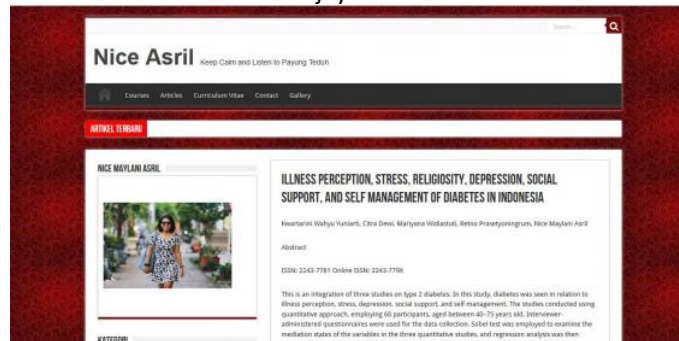 Search...
Nice Asril Keep Calm and Listen to Payung Teduh
Courses Articles Curriculum Vitae Contact Gallery
ARTIKEL TERBARU
NICE MAYLANI ASRIL
ILLNESS PERCEPTION, STRESS, RELIGIOSITY, DEPRESSION, SOCIAL
SUPPORT, AND SELF MANAGEMENT OF DIABETES IN INDONESIA
Kwartarini Wahyu Yuniarti, Citra Dewi, Mariyana Widiastuti, Retno Prasetyoningrum, Nice Maylani Asril
Abstract
ISSN: 2243-7781 Online ISSN: 2243-779X
This is an integration of three studies on type 2 diabetes. In this study, diabetes was seen in relation to
illness perception, stress, depression, social support, and self management. The studies conducted using
quantitative approach, employing 68 participants, aged between 40–75 years old. Interviewer-
administered questionnaires were used for the data collection. Sobel test was employed to examine the
mediation states of the variables in the three quantitative studies, and regression analysis was then
KATEGORI